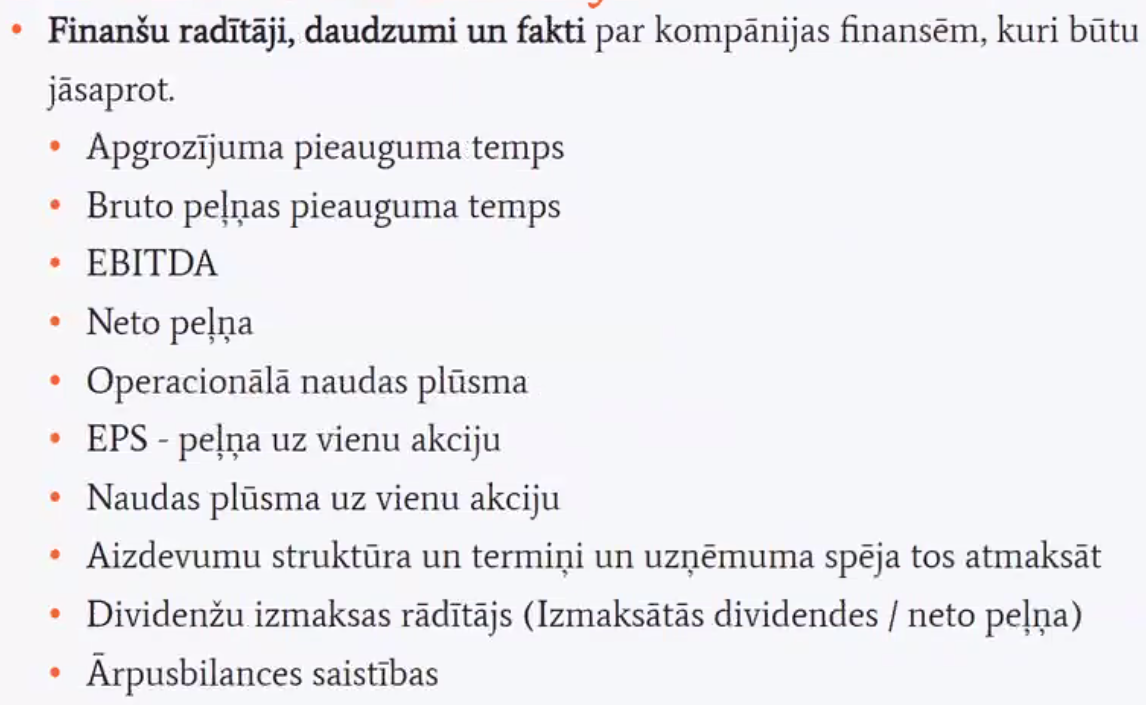 • Finanšu radītāji, daudzumi un fakti par kompānijas finansēm, kuri būtu
jāsaprot.
• Apgrozījuma pieauguma temps
• Bruto peļņas pieauguma temps
• EBITDA
• Neto peļņa
• Operacionālā naudas plūsma
• EPS - peļņa uz vienu akciju
• Naudas plūsma uz vienu akciju
• Aizdevumu struktūra un termiņi un uzņēmuma spēja tos atmaksāt
• Dividenžu izmaksas rādītājs (Izmaksātās dividendes / neto peļņa)
• Ārpusbilances saistības